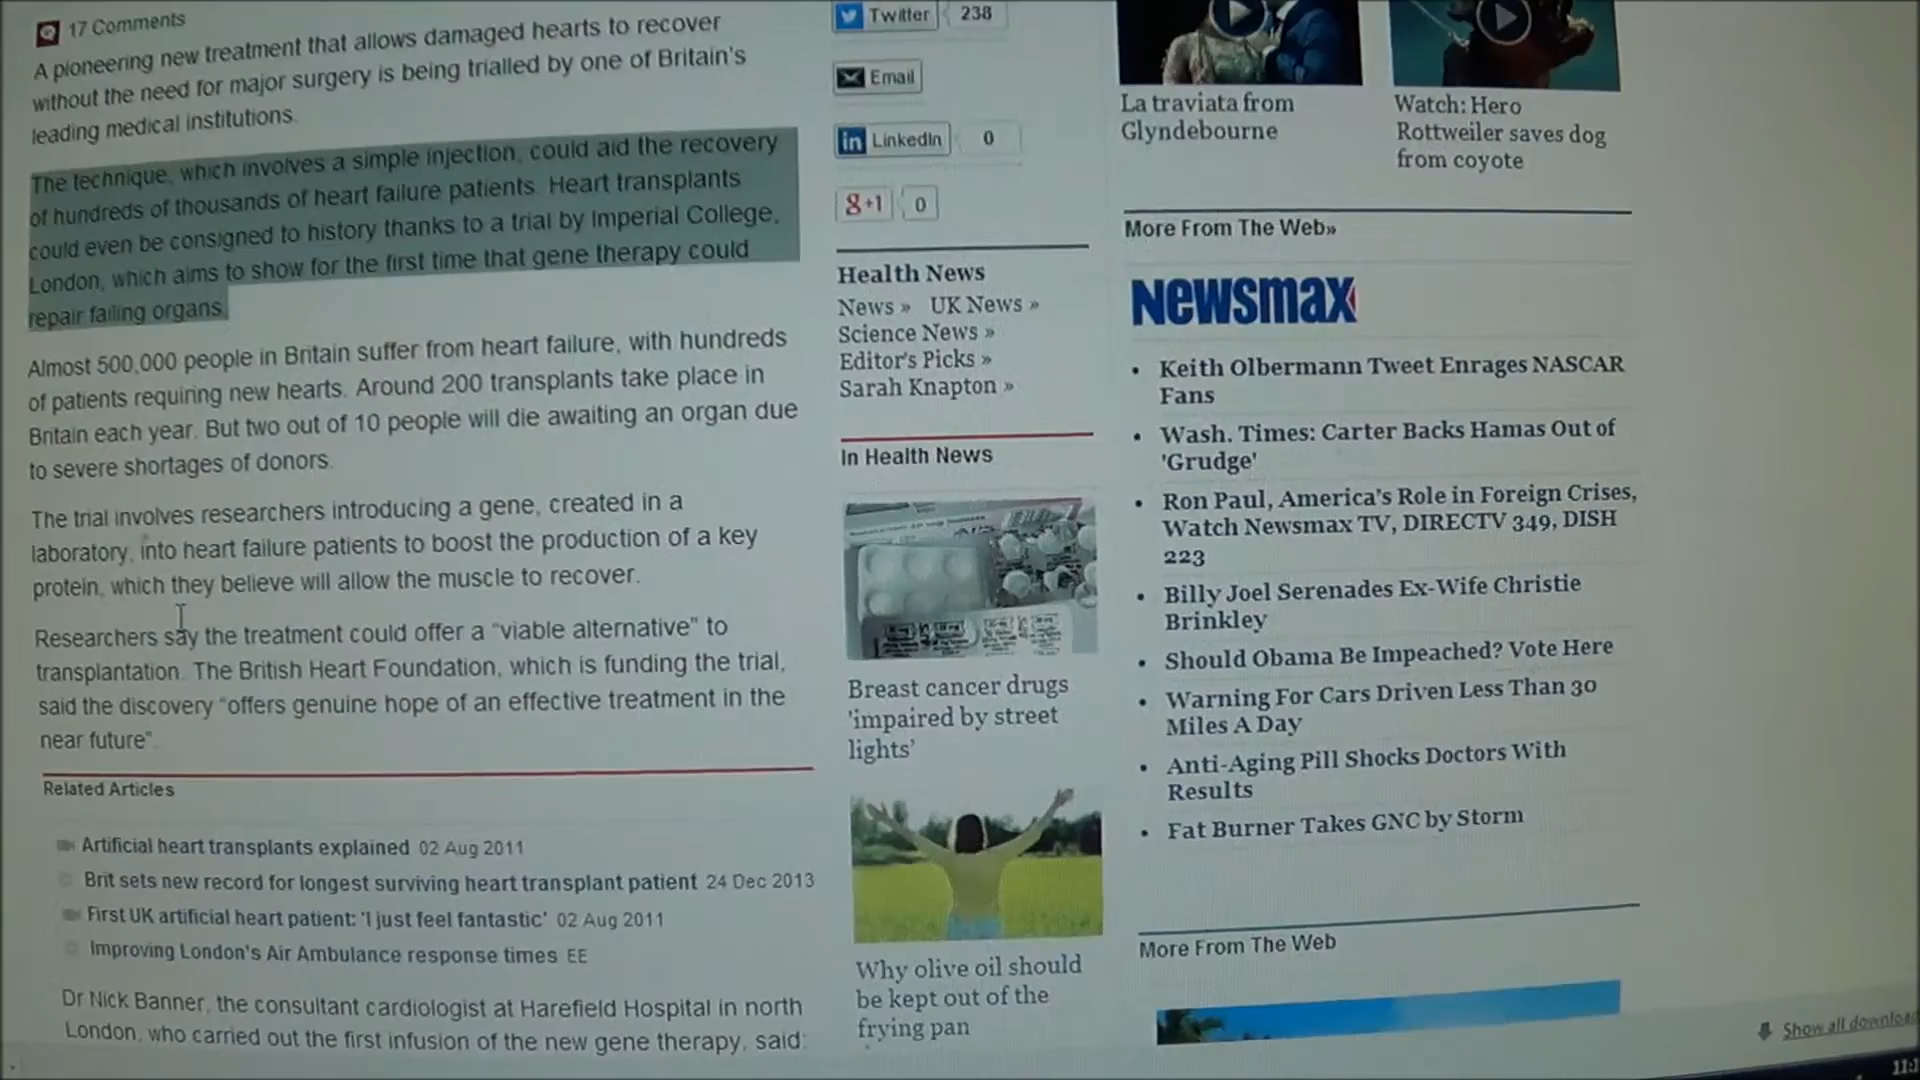 17 Comments
A pioneering new treatment that allows damaged hearts to recover
without the need for major surgery is being trialled by one of Britain's
leading medical institutions.
The technique, which involves a simple injection, could aid the recovery
of hundreds of thousands of heart failure patients. Heart transplants
could even be consigned to history thanks to a trial by Imperial College,
London, which aims to show for the first time that gene therapy could
repair failing organs.
Almost 500,000 people in Britain suffer from heart failure, with hundreds
of patients requiring new hearts. Around 200 transplants take place in
Britain each year. But two out of 10 people will die awaiting an organ due
to severe shortages of donors.
The trial involves researchers introducing a gene, created in a
laboratory, into heart failure patients to boost the production of a key
protein, which they believe will allow the muscle to recover.
Researchers say the treatment could offer a “viable alternative” to
transplantation. The British Heart Foundation, which is funding the trial,
said the discovery “offers genuine hope of an effective treatment in the
near future”.
Related Articles
Artificial heart transplants explained 02 Aug 2011
Brit sets new record for longest surviving heart transplant patient 24 Dec 2013
First UK artificial heart patient: 'I just feel fantastic' 02 Aug 2011
Improving London's Air Ambulance response times EE
Dr Nick Banner, the consultant cardiologist at Harefield Hospital in north
London, who carried out the first infusion of the new gene therapy, said:
Twitter 238
Email
in LinkedIn 0
g+1 0
Health News
News » UK News »
Science News »
Editor's Picks »
Sarah Knapton »
In Health News
Breast cancer drugs
'impaired by street
lights’
Why olive oil should
be kept out of the
frying pan
La traviata from
Glyndebourne
Watch: Hero
Rottweiler saves dog
from coyote
More From The Web»
Newsmax
• Keith Olbermann Tweet Enrages NASCAR
Fans
• Wash. Times: Carter Backs Hamas Out of
'Grudge'
• Ron Paul, America’s Role in Foreign Crises,
Watch Newsmax TV, DIRECTV 349, DISH
223
• Billy Joel Serenades Ex-Wife Christie
Brinkley
• Should Obama Be Impeached? Vote Here
• Warning For Cars Driven Less Than 30
Miles A Day
• Anti-Aging Pill Shocks Doctors With
Results
• Fat Burner Takes GNC by Storm
More From The Web
Show all